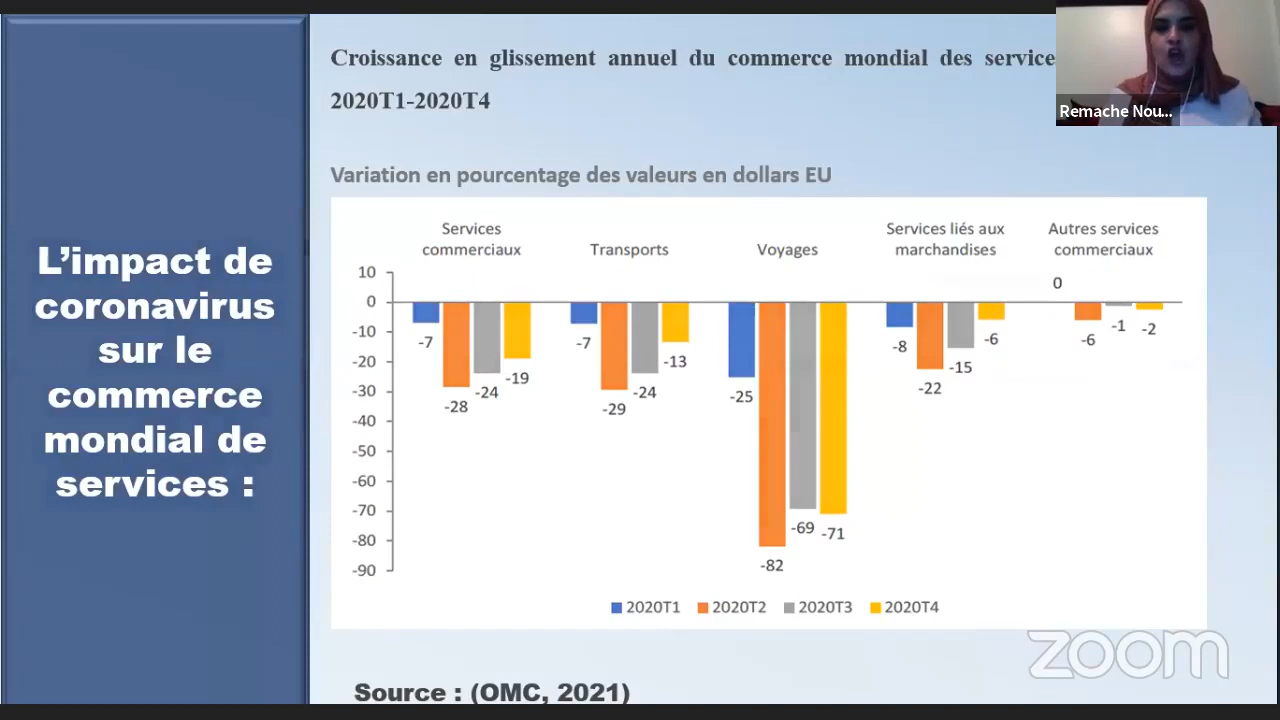 L’impact de
coronavirus
sur le
commerce
mondial de
services :
Croissance en glissement annuel du commerce mondial des service
2020T1-2020T4
Remache Nou...
Variation en pourcentage des valeurs en dollars EU
Services
commerciaux
Transports
Voyages
Services liés aux
marchandises
Autres services
commerciaux
10
0
-10
-20
-30
-40
-50
-60
-70
-80
-90
-7
-28
-24
-19
-7
-29
-24
-13
-25
-82
-69
-71
-8
-22
-15
-6
0
-6
-1
-2
2020T1 2020T2 2020T3 2020T4
zoom
Source : (OMC, 2021)